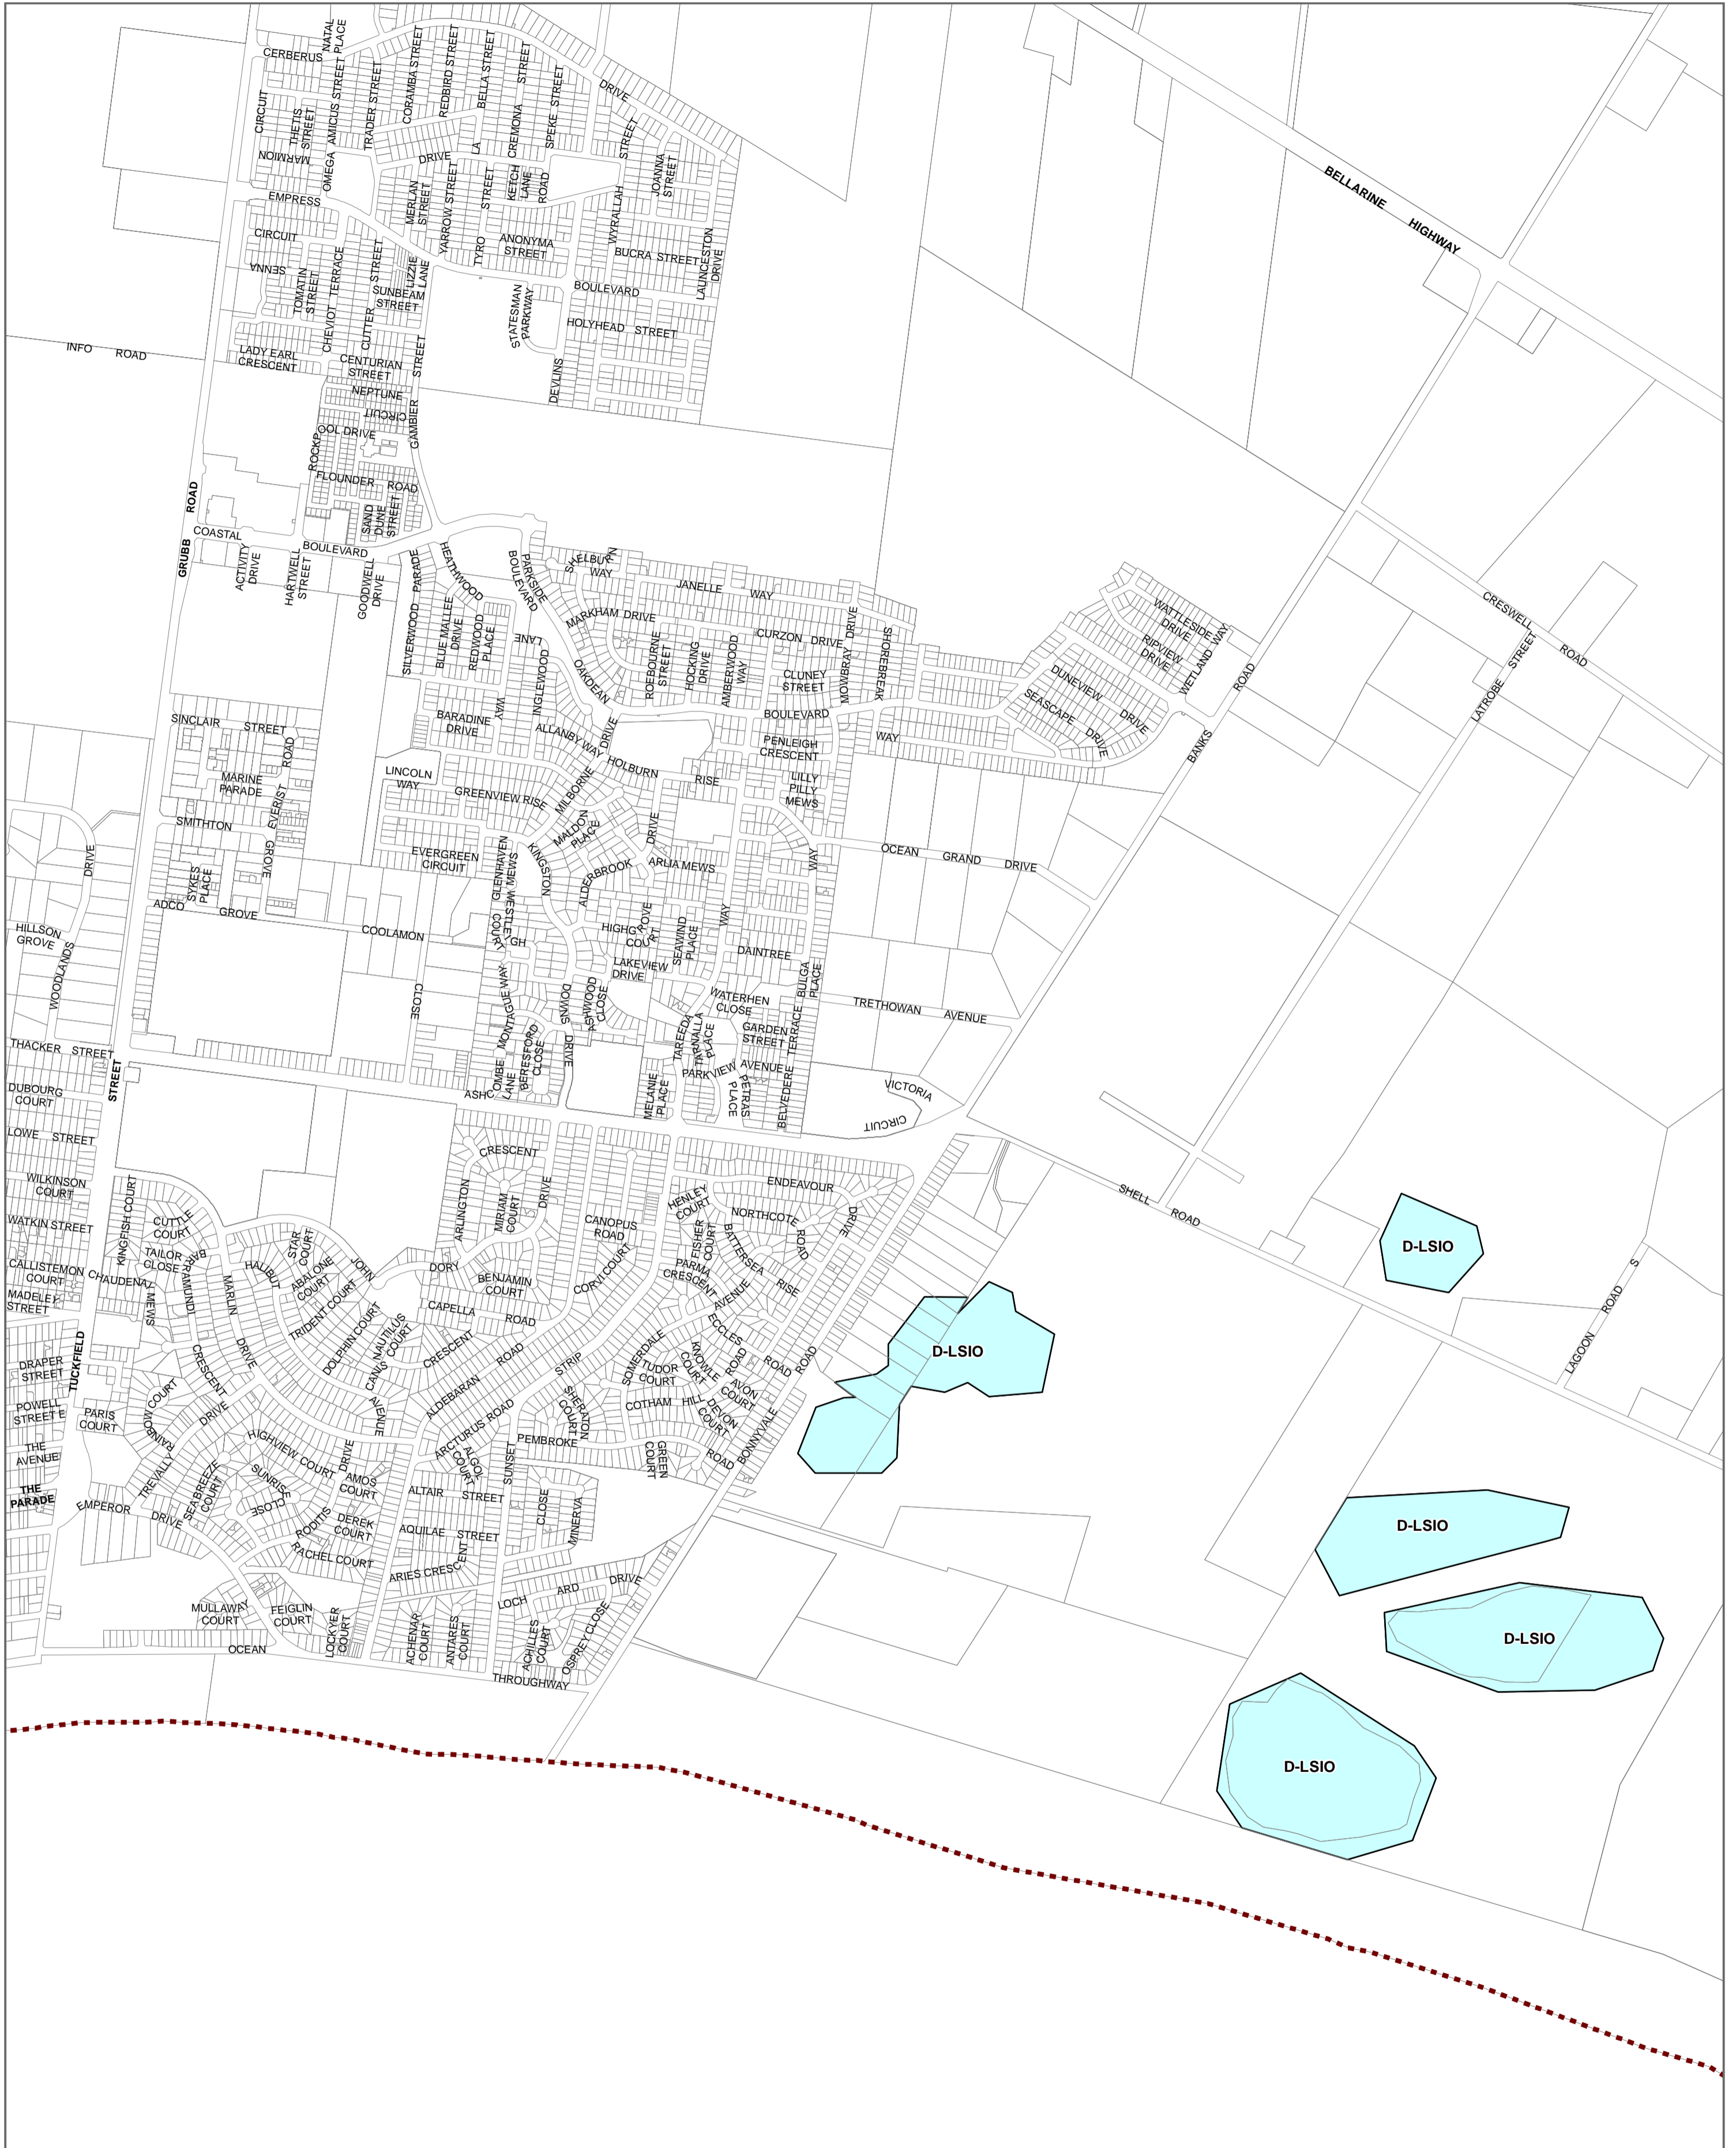 NATAL
PLACE
CERBERUS
CIRCUIT
THETIS
STREET
AMICUS STREET
TRADER STREET
CORAMBA STREET
REDBIRD STREET
BELLA STREET
LA
CREMONA STREET
SPEKE STREET
DRIVE
MARMION
OMEGA
DRIVE
STREET
WYRALLAH
JOANNA
STREET
EMPRESS
MERLAN
STREET
YARROW STREET
STREET
TYRO
KETCH
LANE
ROAD
BELLARINE
HIGHWAY
CIRCUIT
SENNA
TOMATIN
STREET
CHEVIOT TERRACE
CUTTER STREET
LIZZIE
LANE
SUNBEAM
STREET
ANONYMA
STREET
BUCRA STREET
LAUNCESTON
DRIVE
BOULEVARD
STATESMAN
PARKWAY
HOLYHEAD STREET
DEVLINS
INFO ROAD
LADY EARL
CRESCENT
CENTURIAN
STREET
STREET
NEPTUNE
CIRCUIT
GAMBIER
ROCKP
OOL DRIVE
FLOUNDER ROAD
SAND
DUNE
STREET
GRUBB ROAD
COASTAL
BOULEVARD
ACTIVITY
DRIVE
HARTWELL
STREET
GOODWELL
DRIVE
SILVERWOOD PARADE
HEATHWOOD
BLUE MALLEE
DRIVE
REDWOOD
PLACE
LANE
PARKSIDE
BOULEVARD
SHELBURN
WAY
JANELLE WAY
MARKHAM DRIVE
CURZON DRIVE
ROEBOURNE
STREET
HOCKING
DRIVE
AMBERWOOD
WAY
CLUNEY
STREET
MOWBRAY DRIVE
SHOREBREAK
WAY
WATTLESIDE
DRIVE
RIPVIEW
DRIVE
WETLAND WAY
DUNEVIEW DRIVE
SEASCAPE DRIVE
BANKS ROAD
CRESWELL ROAD
LATROBE STREET
OAKDEAN
BOULEVARD
INGLEWOOD
WAY
BARADINE
DRIVE
ALLANBY WAY
DRIVE
HOLBURN RISE
PENLEIGH
CRESCENT
LILLY
PILLY
MEWS
SINCLAIR STREET
ROAD
MARINE
PARADE
EVERIST
SMITHTON
GROVE
SYKES
PLACE
ADCO GROVE
LINCOLN
WAY
GREENVIEW RISE
MILBORNE
MALDON
PLACE
DRIVE
EVERGREEN
CIRCUIT
GLENHAVEN
COURT
WESTLEIGH
MEWS
KINGSTON
ALDERBROOK
ARLIA MEWS
WAY
OCEAN GRAND DRIVE
DRIVE
HILLSON
GROVE
WOODLANDS
COOLAMON
CLOSE
HIGHGROVE
COURT
SEAWIND
PLACE
WAY
LAKEVIEW
DRIVE
DAINTREE
BULGA
PLACE
MONTAGUE WAY
DOWNS
DRIVE
ASHWOOD
CLOSE
WATERHEN
CLOSE
TRETHOWAN AVENUE
GARDEN
STREET
TERRACE
TAREEDA
TARNALLA
PLACE
PARKVIEW AVENUE
BERESFORD
CLOSE
ASHCOMBE
LANE
MELANIE
PLACE
PETRAS
PLACE
BELVEDERE
VICTORIA
CIRCUIT
THACKER STREET
STREET
DUBOURG
COURT
LOWE STREET
WILKINSON
COURT
WATKIN STREET
CALLISTEMON
COURT
MADELEY
STREET
KINGFISH COURT
CUTTLE
COURT
TAILOR
CLOSE
CHAUDENAY
MEWS
BARRAMUNDI
CRESCENT
MARLIN
DRIVE
HALIBUT
STAR
COURT
ABALONE
COURT
TRIDENT COURT
DOLPHIN COURT
NAUTILUS
COURT
JOHN
DORY
AVENUE
CRESCENT
ARLINGTON
MIRIAM
COURT
DRIVE
BENJAMIN
COURT
CAPELLA ROAD
CANIS CRESCENT
CANOPUS
ROAD
CORVI COURT
HENLEY
COURT
ENDEAVOUR
DRIVE
NORTHCOTE
ROAD
FISHER
COURT
BATTERSEA RISE
PARMA
CRESCENT
AVENUE
SOMERDALE
ECCLES
ROAD
KNOWLE
COURT
ROAD
TUDOR
COURT
AVON
COURT
COTHAM HILL
DEVON
COURT
BONNYVALE ROAD
SHELL ROAD
LAGOON ROAD S
D-LSIO
D-LSIO
D-LSIO
D-LSIO
D-LSIO
TUCKFIELD
DRAPER
STREET
POWELL
STREET E
PARIS
COURT
THE
AVENUE
THE
PARADE
RAINBOW COURT
TREVALLY
DRIVE
HIGHVIEW COURT
SEABREEZE
COURT
SUNRISE
CLOSE
EMPEROR
DRIVE
DRIVE
AMOS
COURT
RODITIS
DEREK
COURT
RACHEL COURT
ALDEBARAN ROAD
ARCTURUS ROAD
STRIP
SHERATON
COURT
ALGOL
COURT
SUNSET
PEMBROKE
ROAD
GREEN
COURT
ALTAIR STREET
CLOSE
MINERVA
AQUILAE STREET
ARIES CRESCENT
LOCH ARD DRIVE
MULLAWAY
COURT
FEIGLIN
COURT
LOCKYER
COURT
ACHENAR
COURT
ANTARES
COURT
ACHILLES
COURT
OSPREY CLOSE
OCEAN
THROUGHWAY